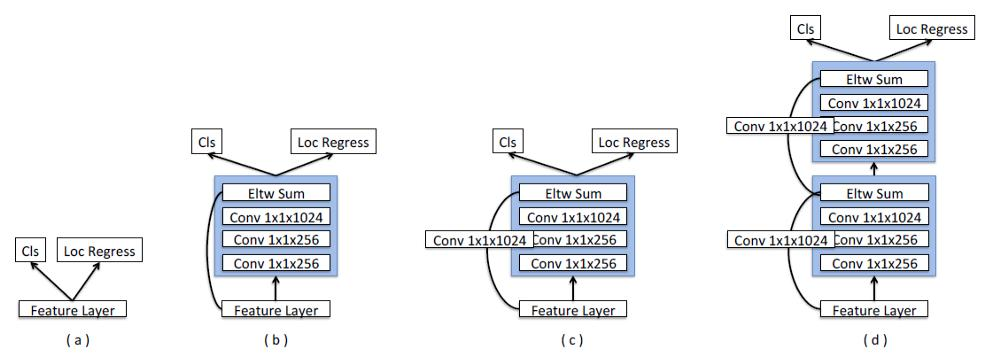 Cls Loc Regress
Feature Layer
( a )
Cls Loc Regress
Eltw Sum
Conv 1x1x1024
Conv 1x1x256
Conv 1x1x256
Feature Layer
( b )
Cls Loc Regress
Eltw Sum
Conv 1x1x1024
Conv 1x1x1024 Conv 1x1x256
Conv 1x1x256
Feature Layer
( c )
Cls Loc Regress
Eltw Sum
Conv 1x1x1024
Conv 1x1x1024 Conv 1x1x256
Conv 1x1x256
Eltw Sum
Conv 1x1x1024
Conv 1x1x1024 Conv 1x1x256
Conv 1x1x256
Feature Layer
( d )